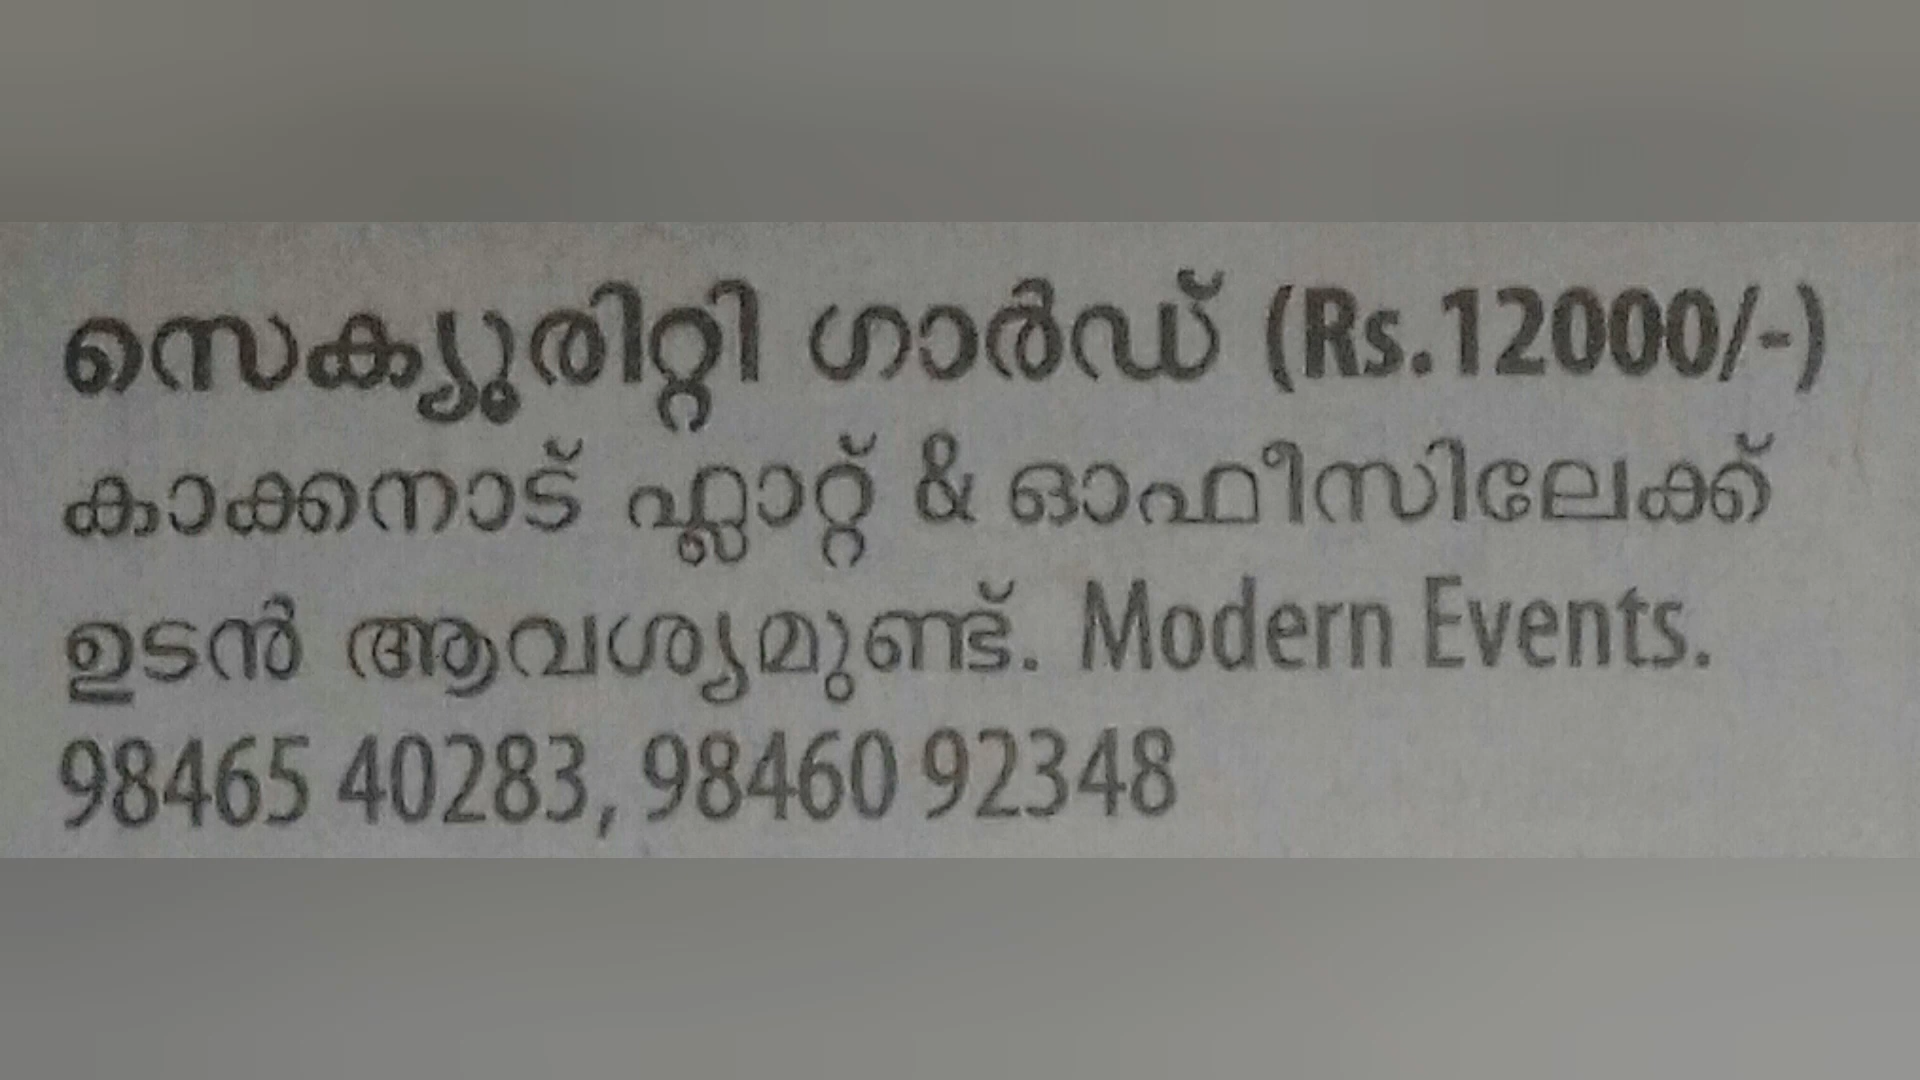 സെക്യൂരിറ്റി ഗാർഡ് (Rs.12000/-)
കാക്കനാട് ഫ്ലാറ്റ് & ഓഫീസിലേക്ക്
ഉടൻ ആവശ്യമുണ്ട്. Modern Events.
98465 40283, 98460 92348